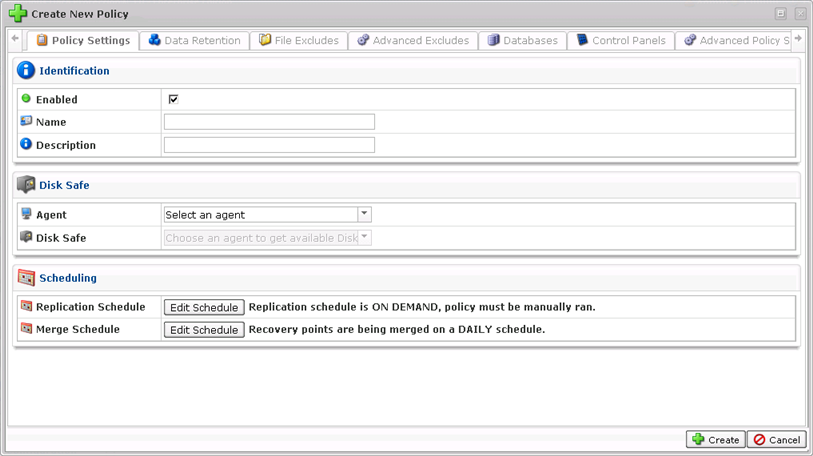 Create New Policy
Policy Settings Data Retention File Excludes Advanced Excludes Databases Control Panels Advanced Policy S
Identification
Enabled
Name
Description
Disk Safe
Agent Select an agent
Disk Safe Choose an agent to get available Disk
Scheduling
Replication Schedule Edit Schedule Replication schedule is ON DEMAND, policy must be manually ran.
Merge Schedule Edit Schedule Recovery points are being merged on a DAILY schedule.
Create Cancel